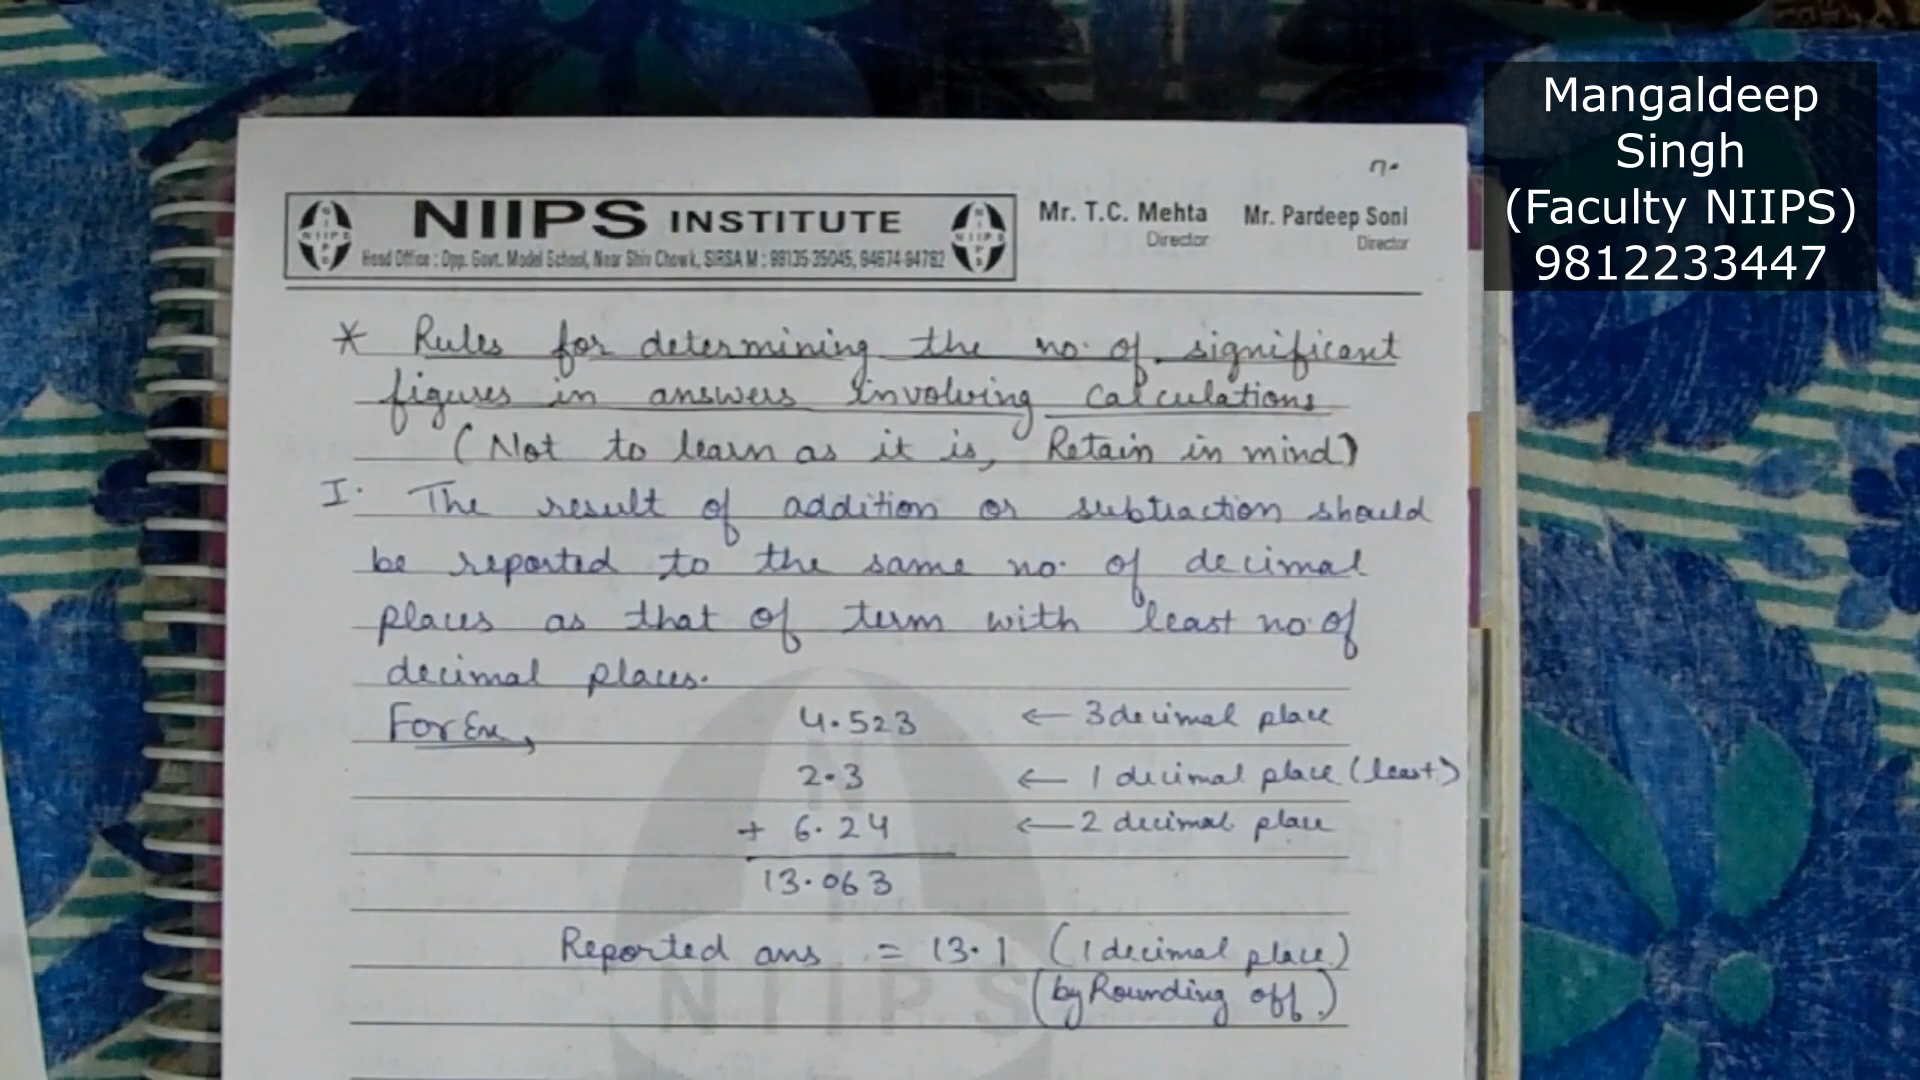 Mangaldeep
Singh
(Faculty NIIPS)
9812233447
7.
NIIPS INSTITUTE
Head Office : Opp. Govt. Model School, Near Shiv Chowk, SIRSA M : 98135-35045, 94674-94782
Mr. T.C. Mehta
Director
Mr. Pardeep Soni
Director
* Rules for determining the no. of significant
figures in answers involving calculations
(Not to learn as it is, Retain in mind)
I. The result of addition or subtraction should
be reported to the same no. of decimal
places as that of term with least no. of
decimal places.
For Ex, 4.523 ← 3 decimal place
2.3 ← 1 decimal place (least)
+ 6.24 ← 2 decimal place
13.063
Reported ans = 13.1 (1 decimal place)
(by Rounding off.)
NIIPS